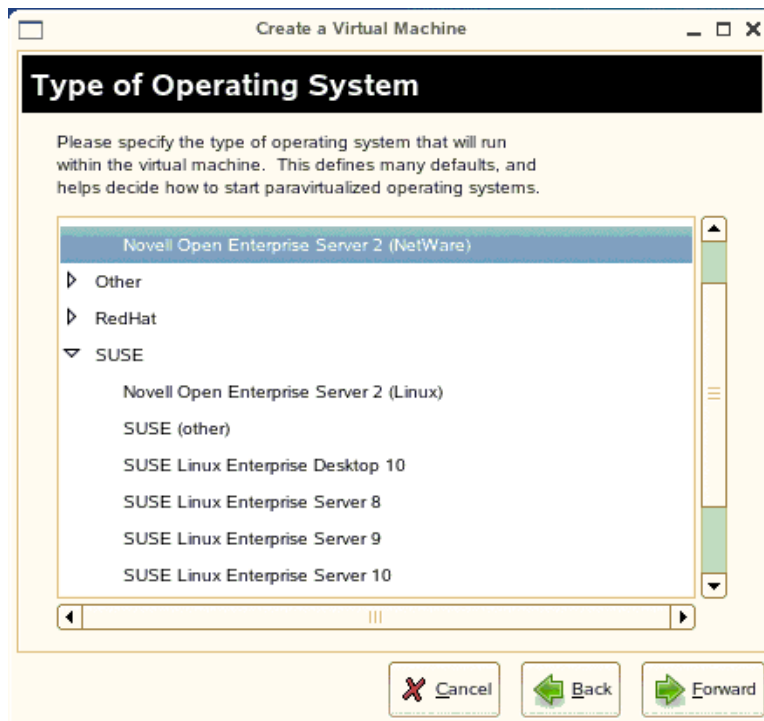 Create a Virtual Machine
Type of Operating System
Please specify the type of operating system that will run
within the virtual machine. This defines many defaults, and
helps decide how to start paravirtualized operating systems.
Novell Open Enterprise Server 2 (NetWare)
Other
RedHat
SUSE
Novell Open Enterprise Server 2 (Linux)
SUSE (other)
SUSE Linux Enterprise Desktop 10
SUSE Linux Enterprise Server 8
SUSE Linux Enterprise Server 9
SUSE Linux Enterprise Server 10
Cancel Back Forward